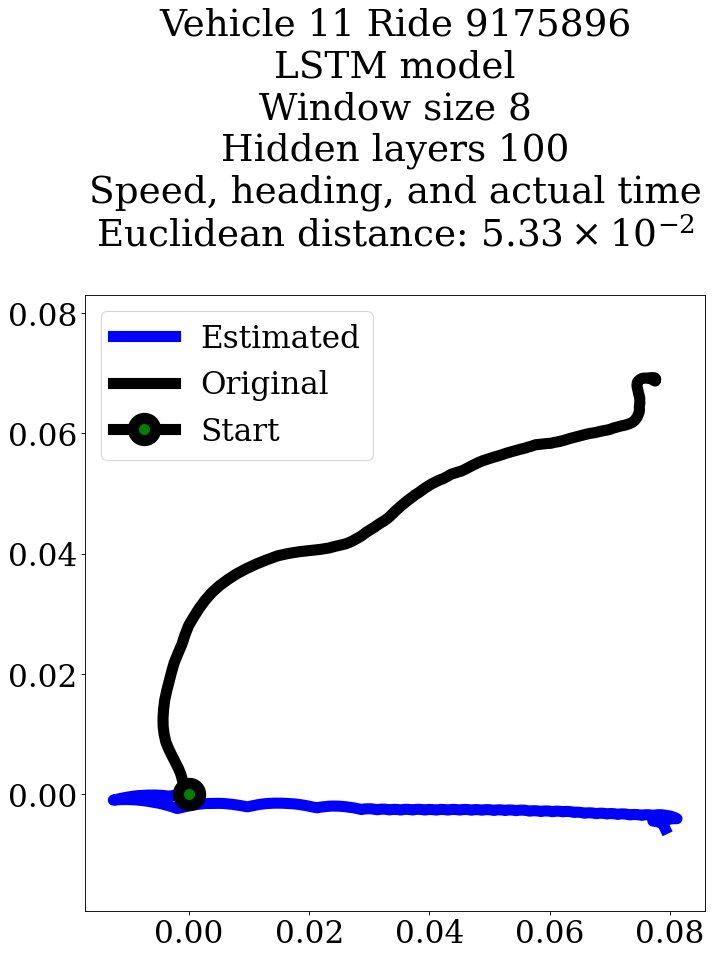 Vehicle 11 Ride 9175896
LSTM model
Window size 8
Hidden layers 100
Speed, heading, and actual time
Euclidean distance: 5.33 × 10⁻²
0.08
0.06
0.04
0.02
0.00
Estimated
Original
Start
0.00 0.02 0.04 0.06 0.08